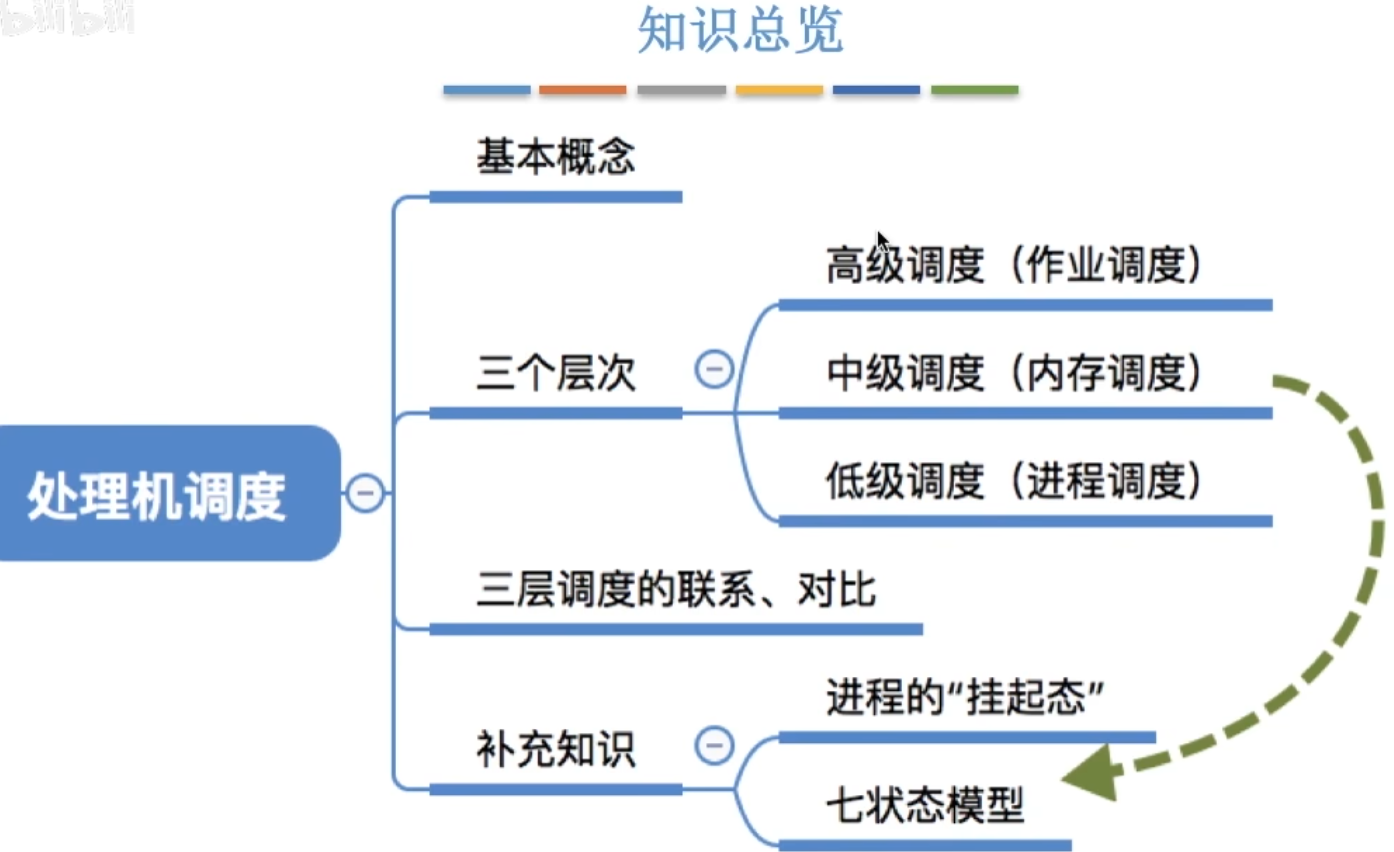 bilibili
知识总览
基本概念
高级调度（作业调度）
三个层次
中级调度（内存调度）
低级调度（进程调度）
处理机调度
三层调度的联系、对比
进程的“挂起态”
补充知识
七状态模型